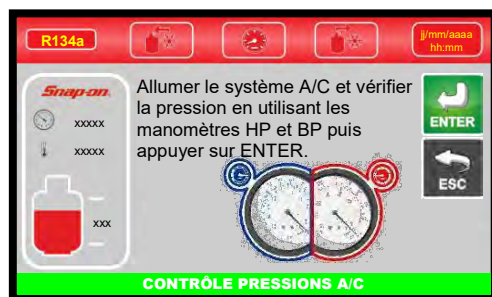 R134a
jj/mm/aaaa
hh:mm
Snap-on
xxxxx
xxxxx
xxx
Allumer le système A/C et vérifier
la pression en utilisant les
manomètres HP et BP puis
appuyer sur ENTER.
ENTER
ESC
CONTRÔLE PRESSIONS A/C